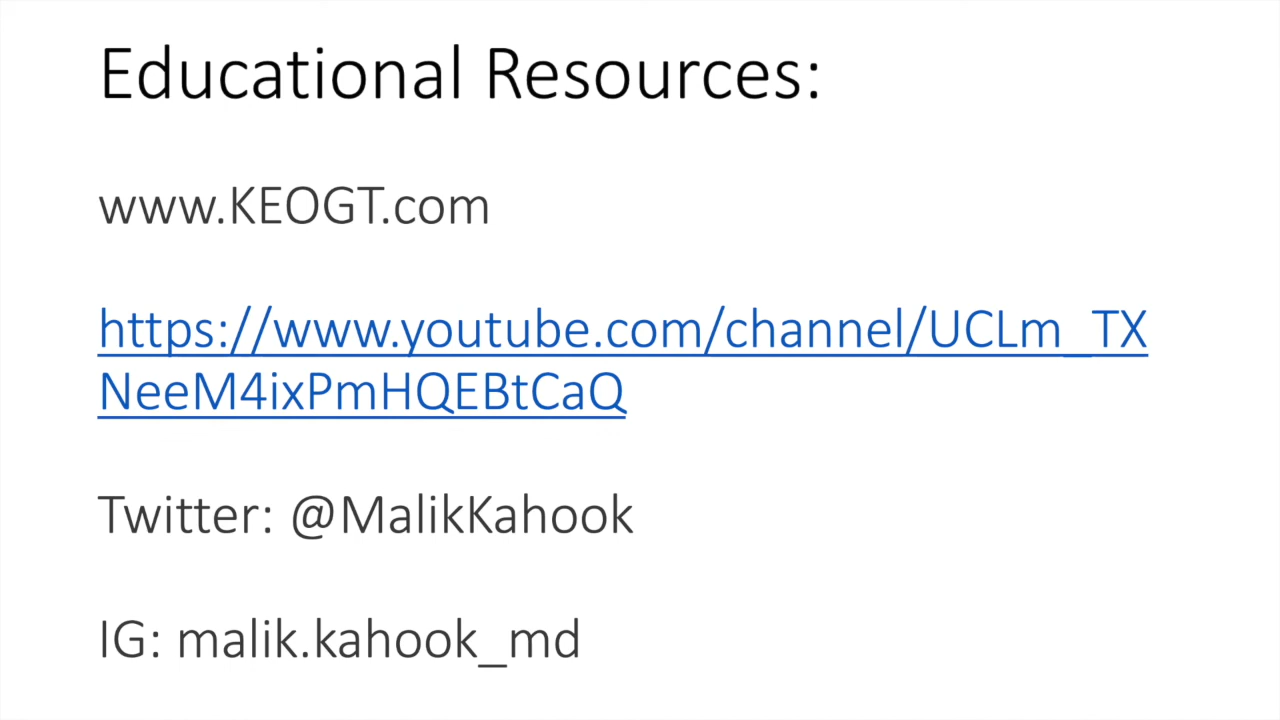 Educational Resources:
www.KEOGT.com
https://www.youtube.com/channel/UCLm_TX
NeeM4ixPmHQEBtCaQ
Twitter: @MalikKahook
IG: malik.kahook_md